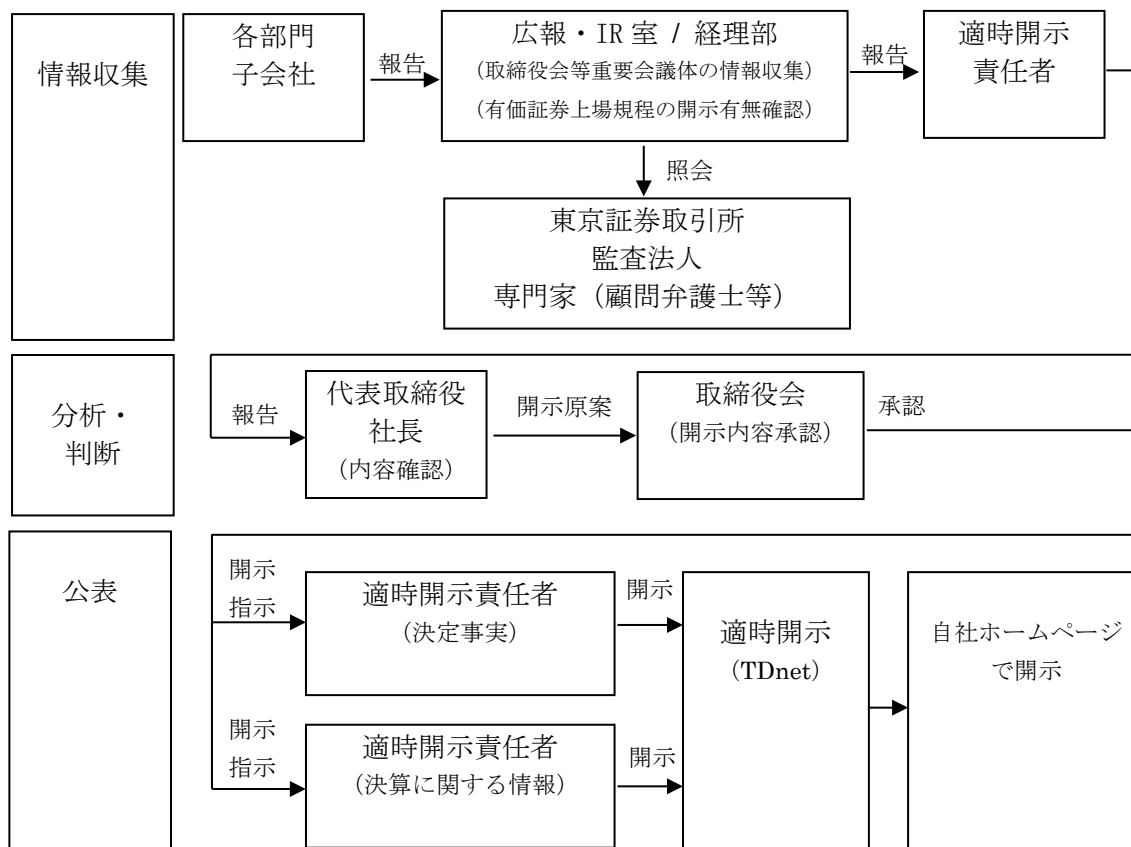 情報収集
各部門
子会社
報告
広報・IR 室 / 経理部
（取締役会等重要会議体の情報収集）
（有価証券上場規程の開示有無確認）
報告
適時開示
責任者
照会
東京証券取引所
監査法人
専門家（顧問弁護士等）
分析・
判断
報告
代表取締役
社長
（内容確認）
開示原案
取締役会
（開示内容承認）
承認
公表
開示
指示
適時開示責任者
（決定事実）
開示
開示
指示
適時開示責任者
（決算に関する情報）
開示
適時開示
（TDnet）
自社ホームページ
で開示